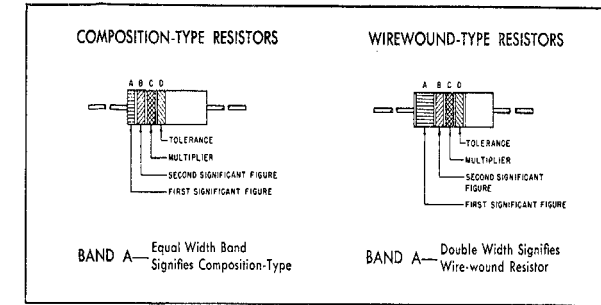 COMPOSITION-TYPE RESISTORS
A B C D
TOLERANCE
MULTIPLIER
SECOND SIGNIFICANT FIGURE
FIRST SIGNIFICANT FIGURE
BAND A— Equal Width Band
Signifies Composition-Type
WIREWOUND-TYPE RESISTORS
A B C D
TOLERANCE
MULTIPLIER
SECOND SIGNIFICANT
FIGURE
FIRST SIGNIFICANT FIGURE
BAND A— Double Width Signifies
Wire-wound Resistor